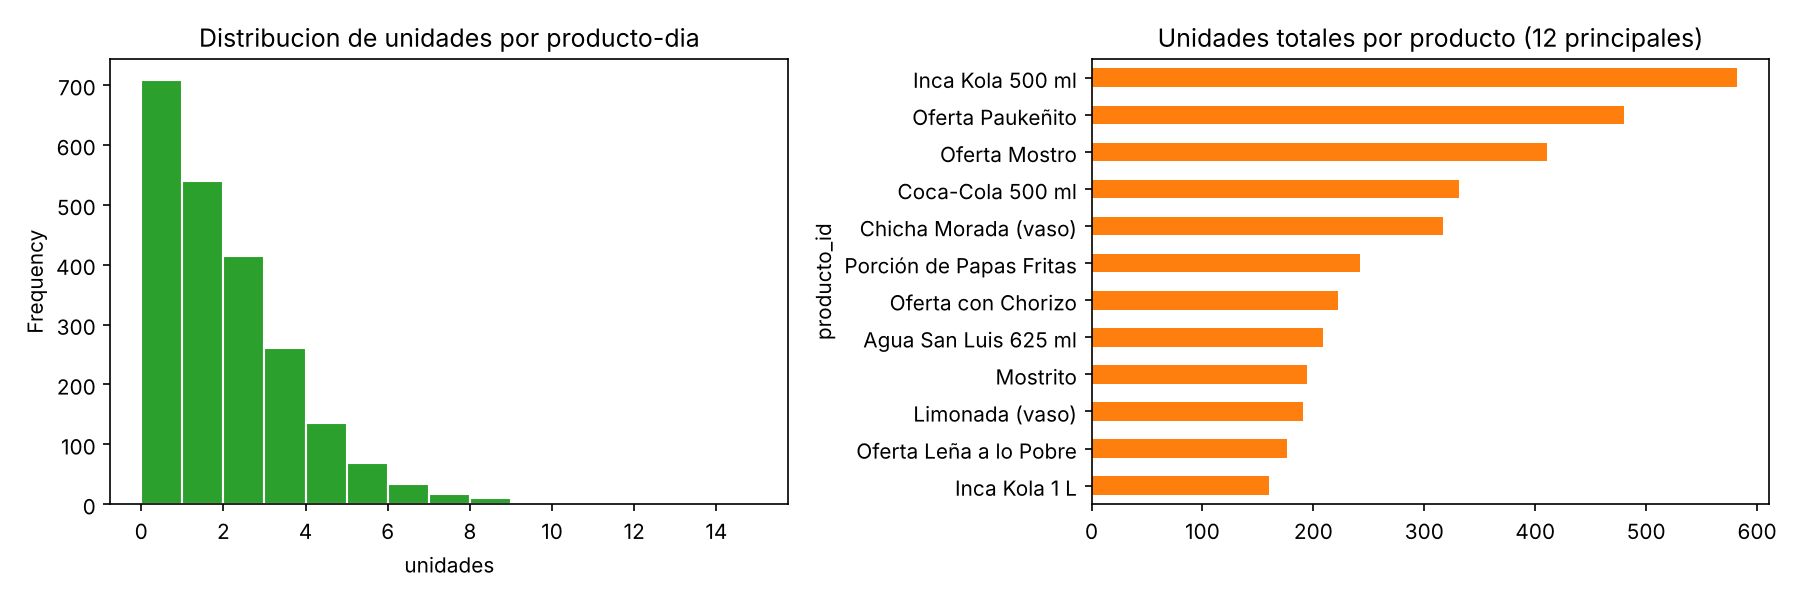 Distribucion de unidades por producto-dia
Frequency
700
600
500
400
300
200
100
0
0 2 4 6 8 10 12 14
unidades
Unidades totales por producto (12 principales)
producto_id
Inca Kola 500 ml
Oferta Paukeñito
Oferta Mostro
Coca-Cola 500 ml
Chicha Morada (vaso)
Porción de Papas Fritas
Oferta con Chorizo
Agua San Luis 625 ml
Mostrito
Limonada (vaso)
Oferta Leña a lo Pobre
Inca Kola 1 L
0 100 200 300 400 500 600